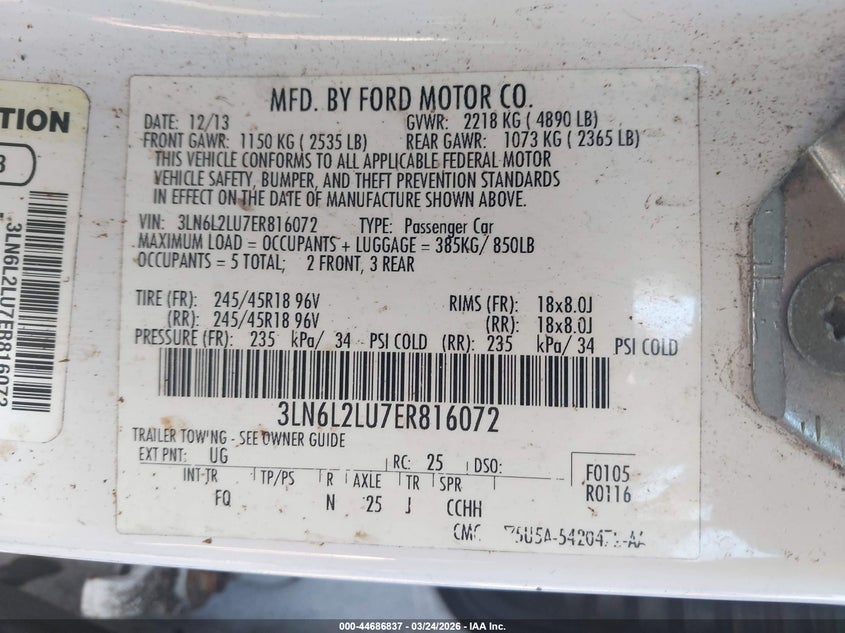 TION
3
3LN6L2LU7ER816072
MFD. BY FORD MOTOR CO.
DATE: 12/13 GVWR: 2218 KG ( 4890 LB)
FRONT GAWR: 1150 KG ( 2535 LB) REAR GAWR: 1073 KG ( 2365 LB)
THIS VEHICLE CONFORMS TO ALL APPLICABLE FEDERAL MOTOR
VEHICLE SAFETY, BUMPER, AND THEFT PREVENTION STANDARDS
IN EFFECT ON THE DATE OF MANUFACTURE SHOWN ABOVE.
VIN: 3LN6L2LU7ER816072 TYPE: Passenger Car
MAXIMUM LOAD = OCCUPANTS + LUGGAGE = 385KG/ 850LB
OCCUPANTS = 5 TOTAL; 2 FRONT, 3 REAR
TIRE (FR): 245/45R18 96V RIMS (FR): 18x8.0J
(RR): 245/45R18 96V (RR): 18x8.0J
PRESSURE (FR): 235 kPa/ 34 PSI COLD (RR): 235 kPa/ 34 PSI COLD
3LN6L2LU7ER816072
TRAILER TOW'NG - SEE OWNER GUIDE
EXT PNT: UG RC: 25 DSO:
INT TR TP/PS R AXLE TR SPR
FQ N 25 J CCHH
F0105
R0116
000-44686837 - 03/24/2026 - IAA Inc.